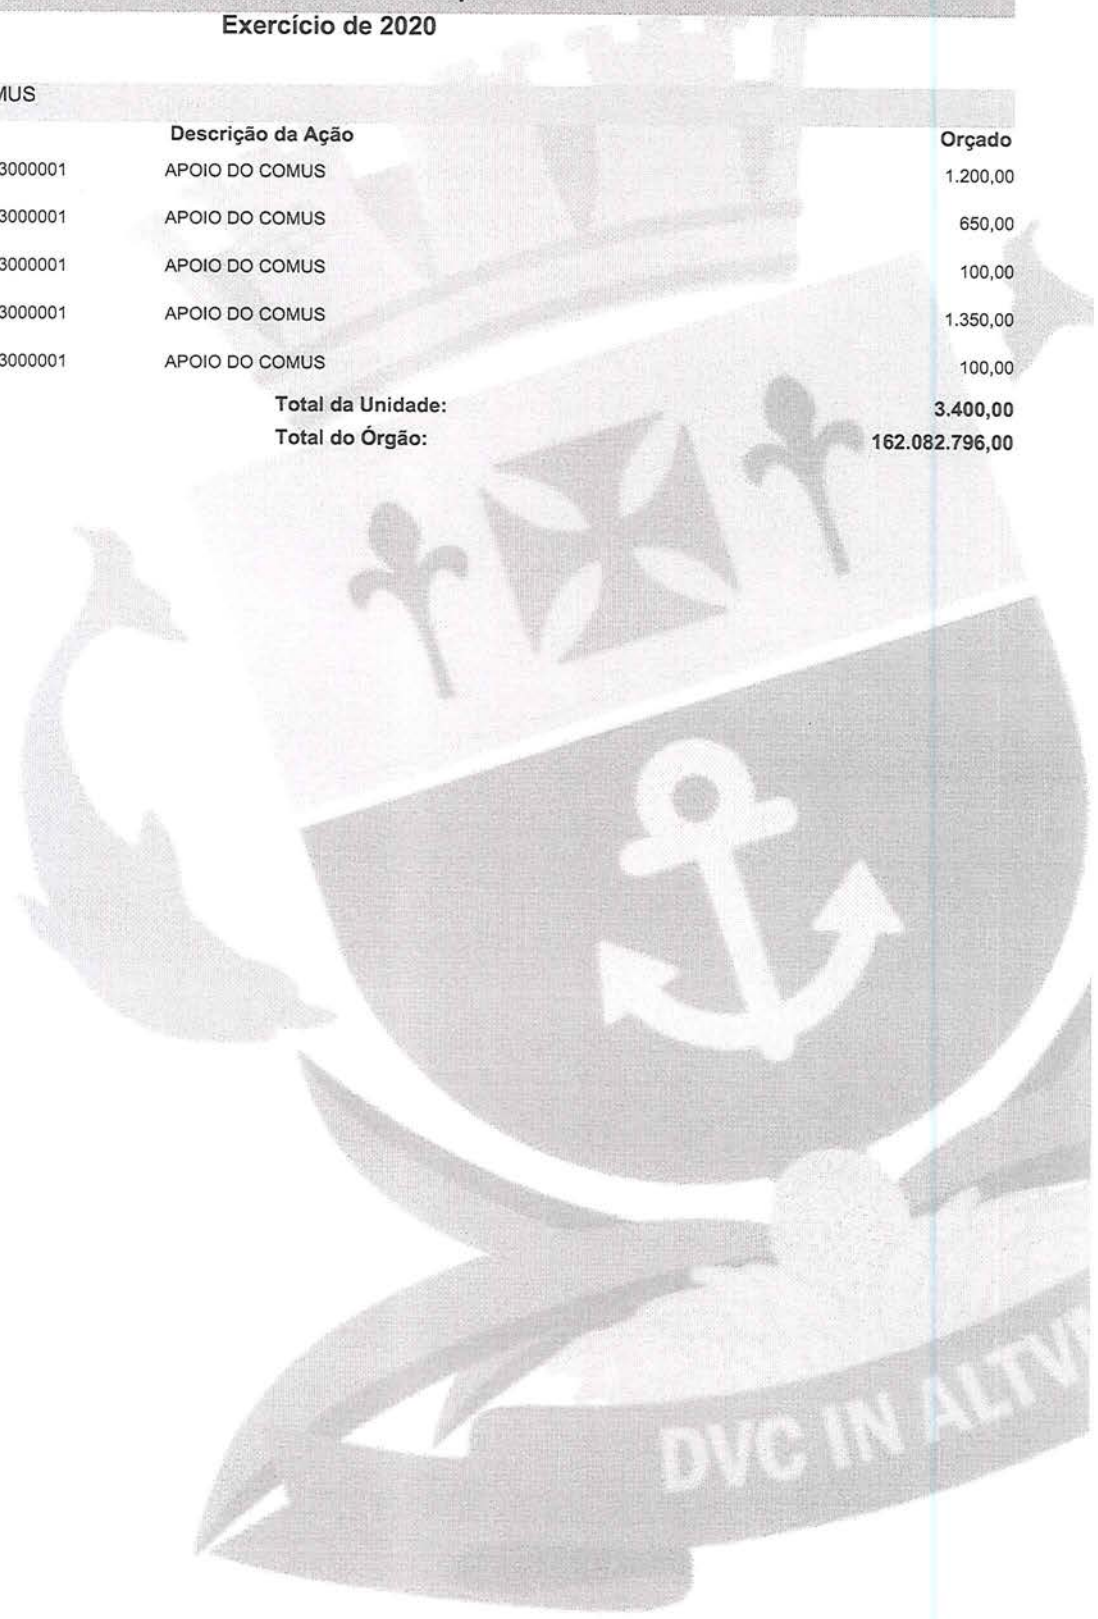 Exercício de 2020
MUS
Descrição da Ação Orçado
3000001 APOIO DO COMUS 1.200,00
3000001 APOIO DO COMUS 650,00
3000001 APOIO DO COMUS 100,00
3000001 APOIO DO COMUS 1.350,00
3000001 APOIO DO COMUS 100,00
Total da Unidade: 3.400,00
Total do Órgão: 162.082.796,00
DVC IN ALTV